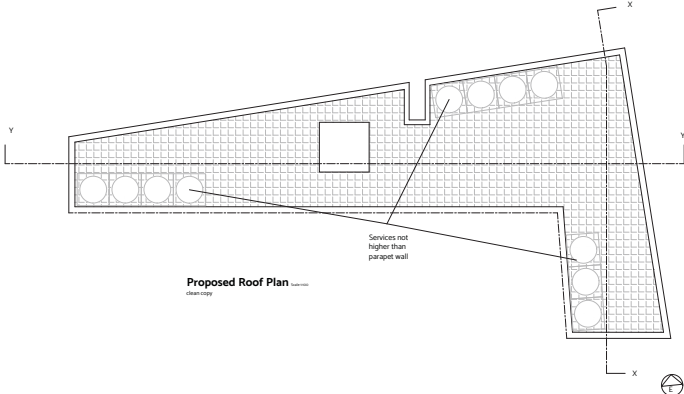 X
Y
Y
Services not
higher than
parapet wall
Proposed Roof Plan
clean copy
X
E